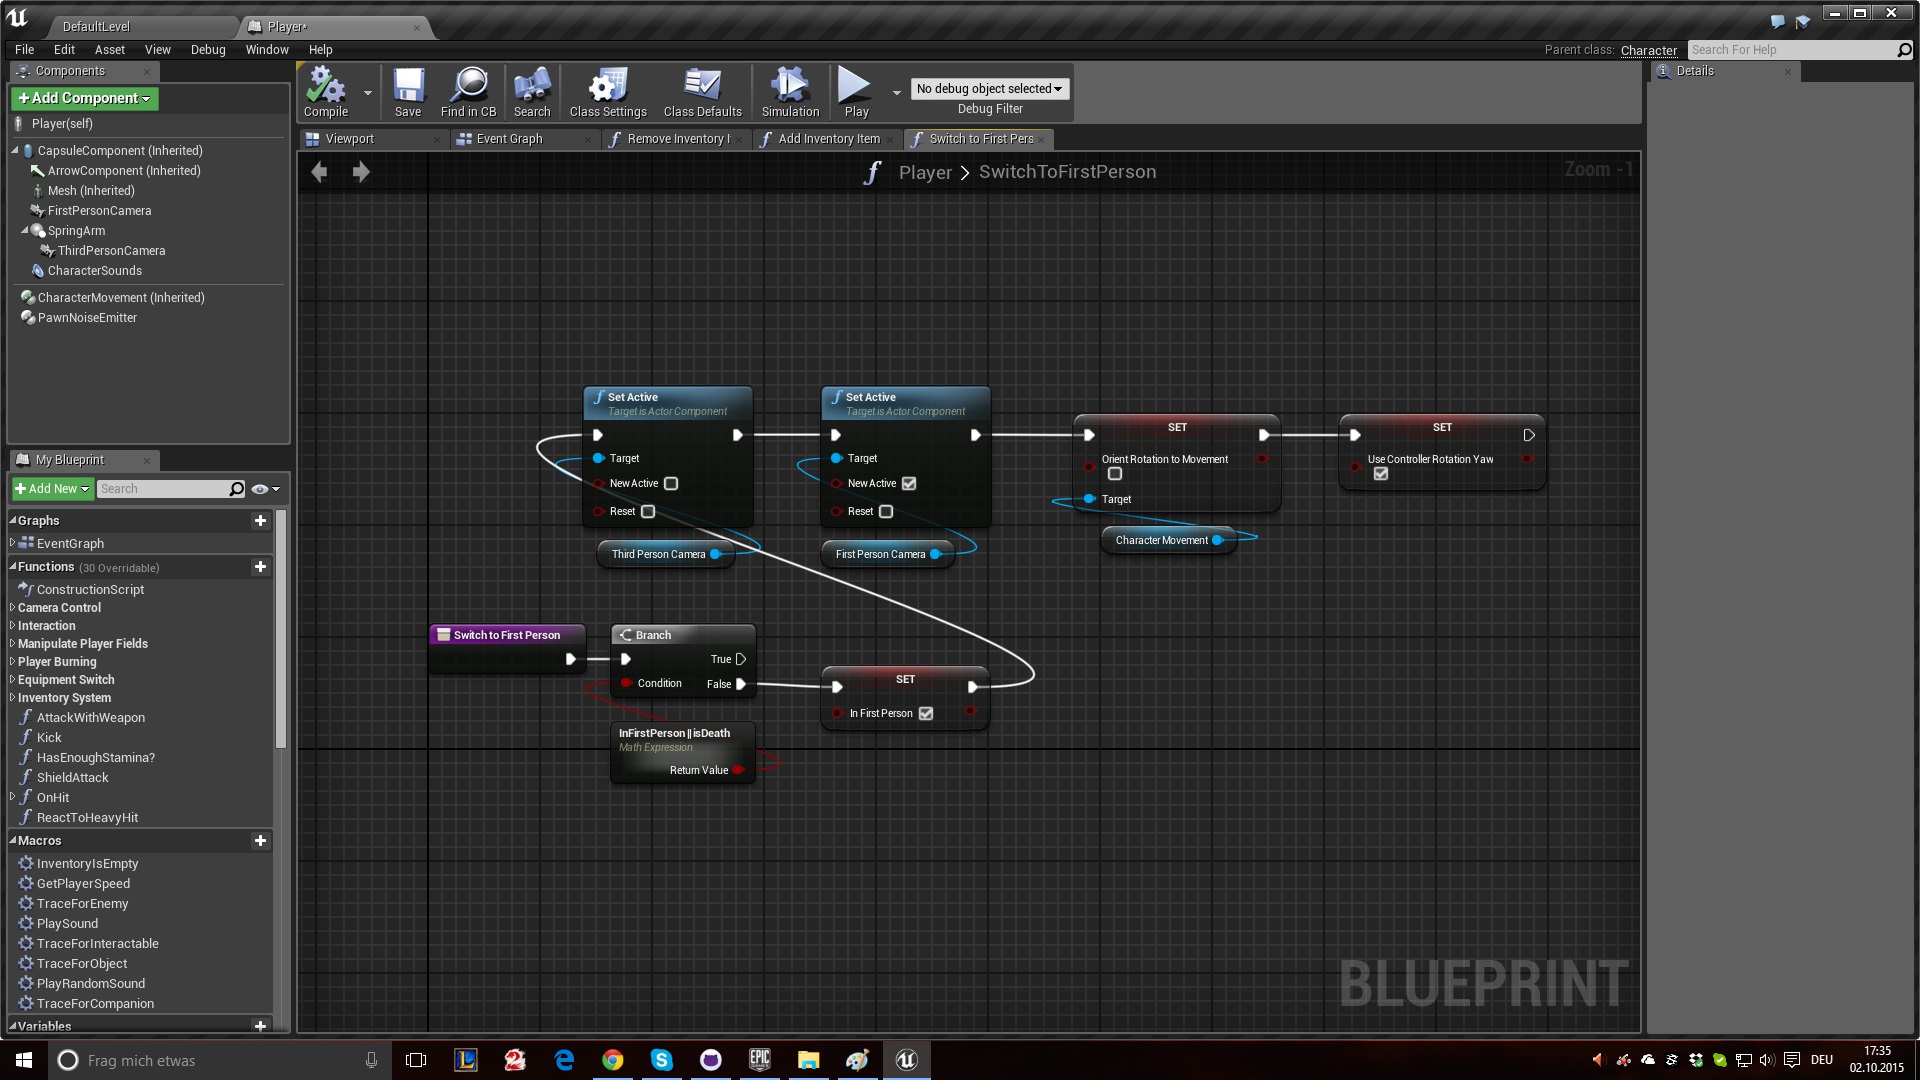 DefaultLevel
Player*
File Edit Asset View Debug Window Help
Parent class: Character
Search For Help
Components
+Add Component
Player(self)
CapsuleComponent (Inherited)
ArrowComponent (Inherited)
Mesh (Inherited)
FirstPersonCamera
SpringArm
ThirdPersonCamera
CharacterSounds
CharacterMovement (Inherited)
PawnNoiseEmitter
My Blueprint
+Add New
Search
Graphs
EventGraph
Functions (30 Overridable)
ConstructionScript
Camera Control
Interaction
Manipulate Player Fields
Player Burning
Equipment Switch
Inventory System
AttackWithWeapon
Kick
HasEnoughStamina?
ShieldAttack
OnHit
ReactToHeavyHit
Macros
InventoryIsEmpty
GetPlayerSpeed
TraceForEnemy
PlaySound
TraceForInteractable
TraceForObject
PlayRandomSound
TraceForCompanion
Variables
Compile
Save
Find in CB
Search
Class Settings
Class Defaults
Simulation
Play
No debug object selected
Debug Filter
Viewport
Event Graph
Remove Inventory I
Add Inventory Item
Switch to First Pers
Player > SwitchToFirstPerson
Zoom -1
Set Active
Target is Actor Component
Target
New Active
Reset
Third Person Camera
Set Active
Target is Actor Component
Target
New Active
Reset
First Person Camera
SET
Orient Rotation to Movement
Target
Character Movement
SET
Use Controller Rotation Yaw
Switch to First Person
Branch
True
Condition
False
InFirstPerson || isDeath
Math Expression
Return Value
SET
In First Person
BLUEPRINT
Details
Frag mich etwas
EPIC
GAMES
DEU
17:35
02.10.2015